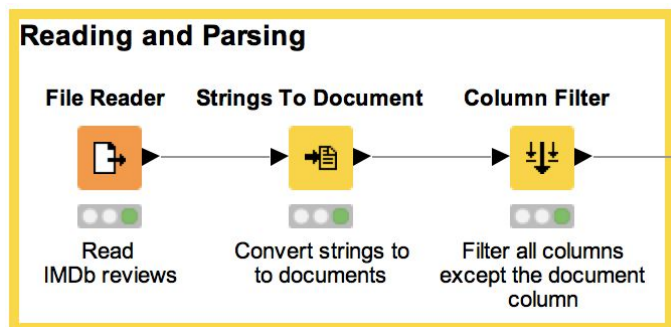 Reading and Parsing
File Reader
Strings To Document
Column Filter
Read
IMDb reviews
Convert strings to
to documents
Filter all columns
except the document
column